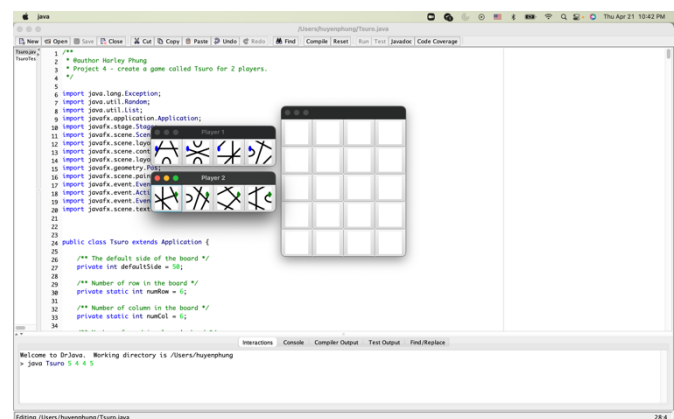 java
Thu Apr 21 10:42 PM
/Users/huyenphung/Tsuro.java
New Open Save Close Cut Copy Paste Undo Redo Find Compile Reset Run Test Javadoc Code Coverage
Tsuro.jav
TsuroTes
1 /**
2 * @author Harley Phung
3 * Project 4 - create a game called Tsuro for 2 players.
4 */
5
6 import java.lang.Exception;
7 import java.util.Random;
8 import java.util.List;
9 import javafx.application.Application;
10 import javafx.stage.Stage
11 import javafx.scene.Scen
12 import javafx.scene.layo
13 import javafx.scene.cont
14 import javafx.scene.layo
15 import javafx.geometry.Pos;
16 import javafx.scene.pain
17 import javafx.event.Even
18 import javafx.event.Acti
19 import javafx.event.Even
20 import javafx.scene.text
21
22
23
24 public class Tsuro extends Application {
25
26 /** The default side of the board */
27 private int defaultSide = 50;
28
29 /** Number of row in the board */
30 private static int numRow = 6;
31
32 /** Number of column in the board */
33 private static int numCol = 6;
34
Player 1
Player 2
Interactions Console Compiler Output Test Output Find/Replace
Welcome to DrJava. Working directory is /Users/huyenphung
> java Tsuro 5 4 4 5
Editing /Users/huyenphung/Tsuro.java
28:4